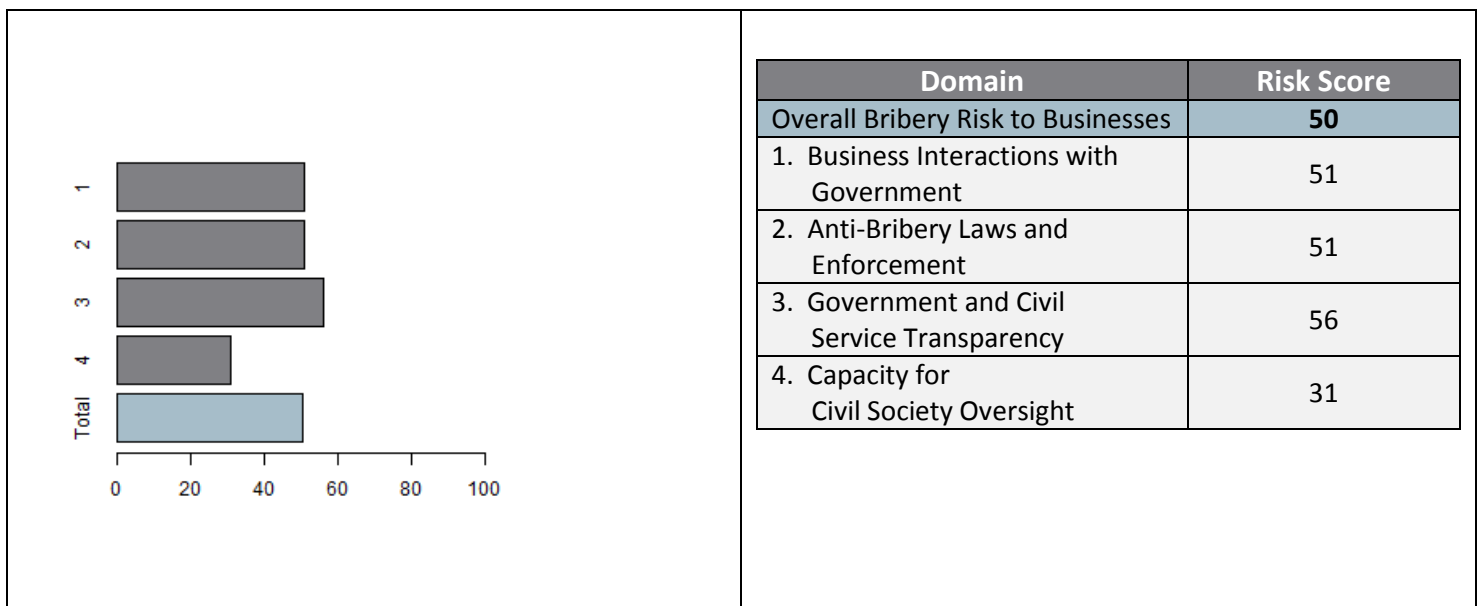 1
2
3
4
Total
0 20 40 60 80 100
Domain Risk Score
Overall Bribery Risk to Businesses 50
1. Business Interactions with
Government
51
2. Anti-Bribery Laws and
Enforcement
51
3. Government and Civil
Service Transparency
56
4. Capacity for
Civil Society Oversight
31